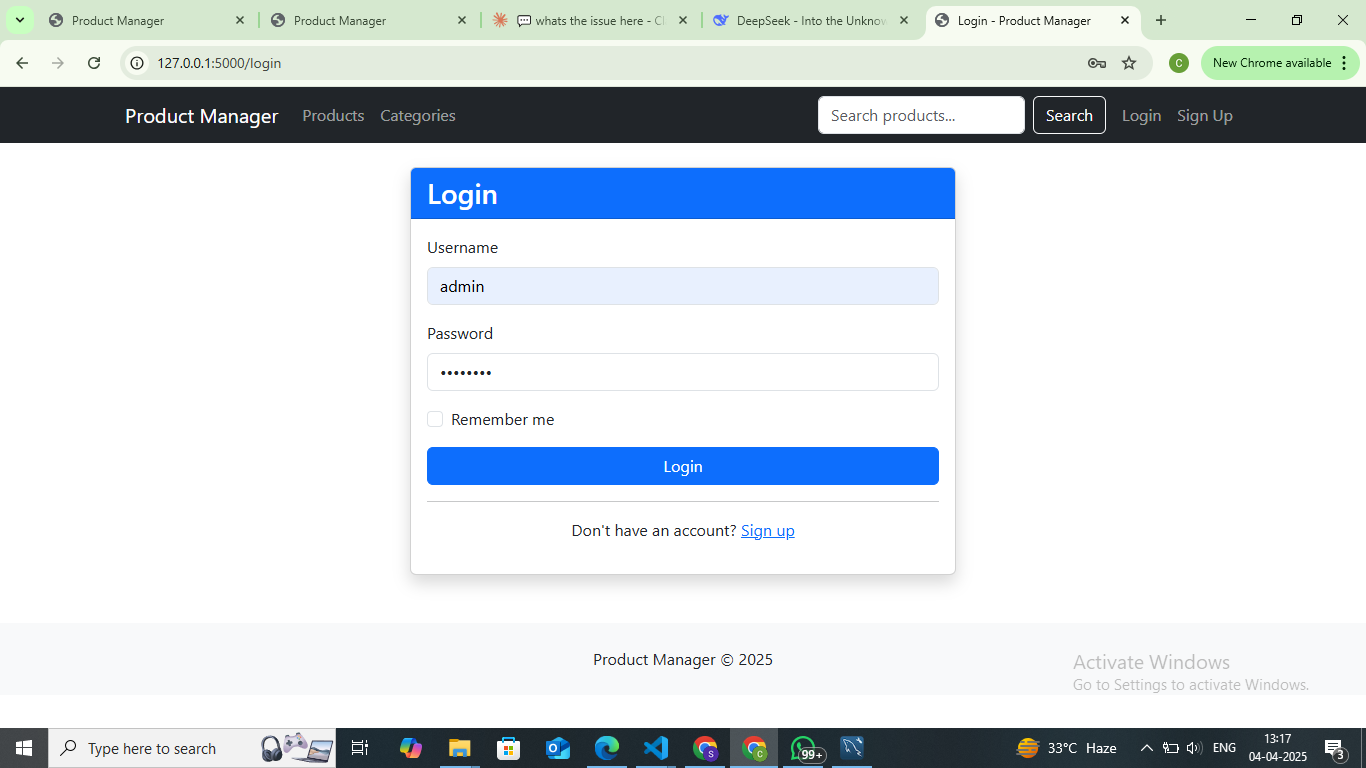 Product Manager
Product Manager
whats the issue here - Cl
DeepSeek - Into the Unknow
Login - Product Manager
127.0.0.1:5000/login
C
New Chrome available
Product Manager Products Categories Search products... Search Login Sign Up
Login
Username
admin
Password
••••••••
Remember me
Login
Don't have an account? Sign up
Product Manager © 2025
Activate Windows
Go to Settings to activate Windows.
Type here to search
S
C
99+
33°C Haze
ENG
13:17
04-04-2025
3